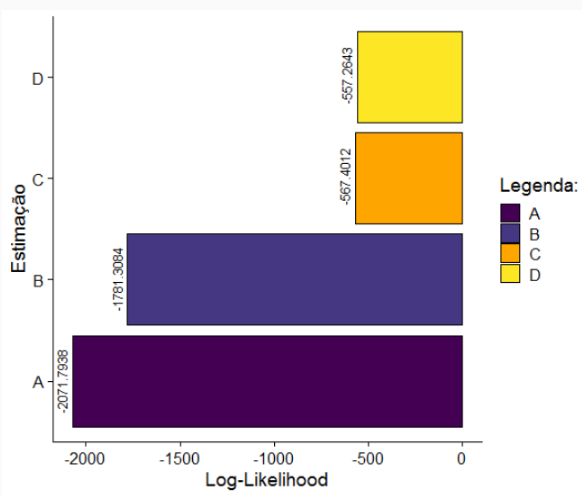 Estimação
D
C
B
A
-557.2643
-567.4012
-1781.3084
-2071.7938
-2000
-1500
-1000
-500
0
Log-Likelihood
Legenda:
A
B
C
D